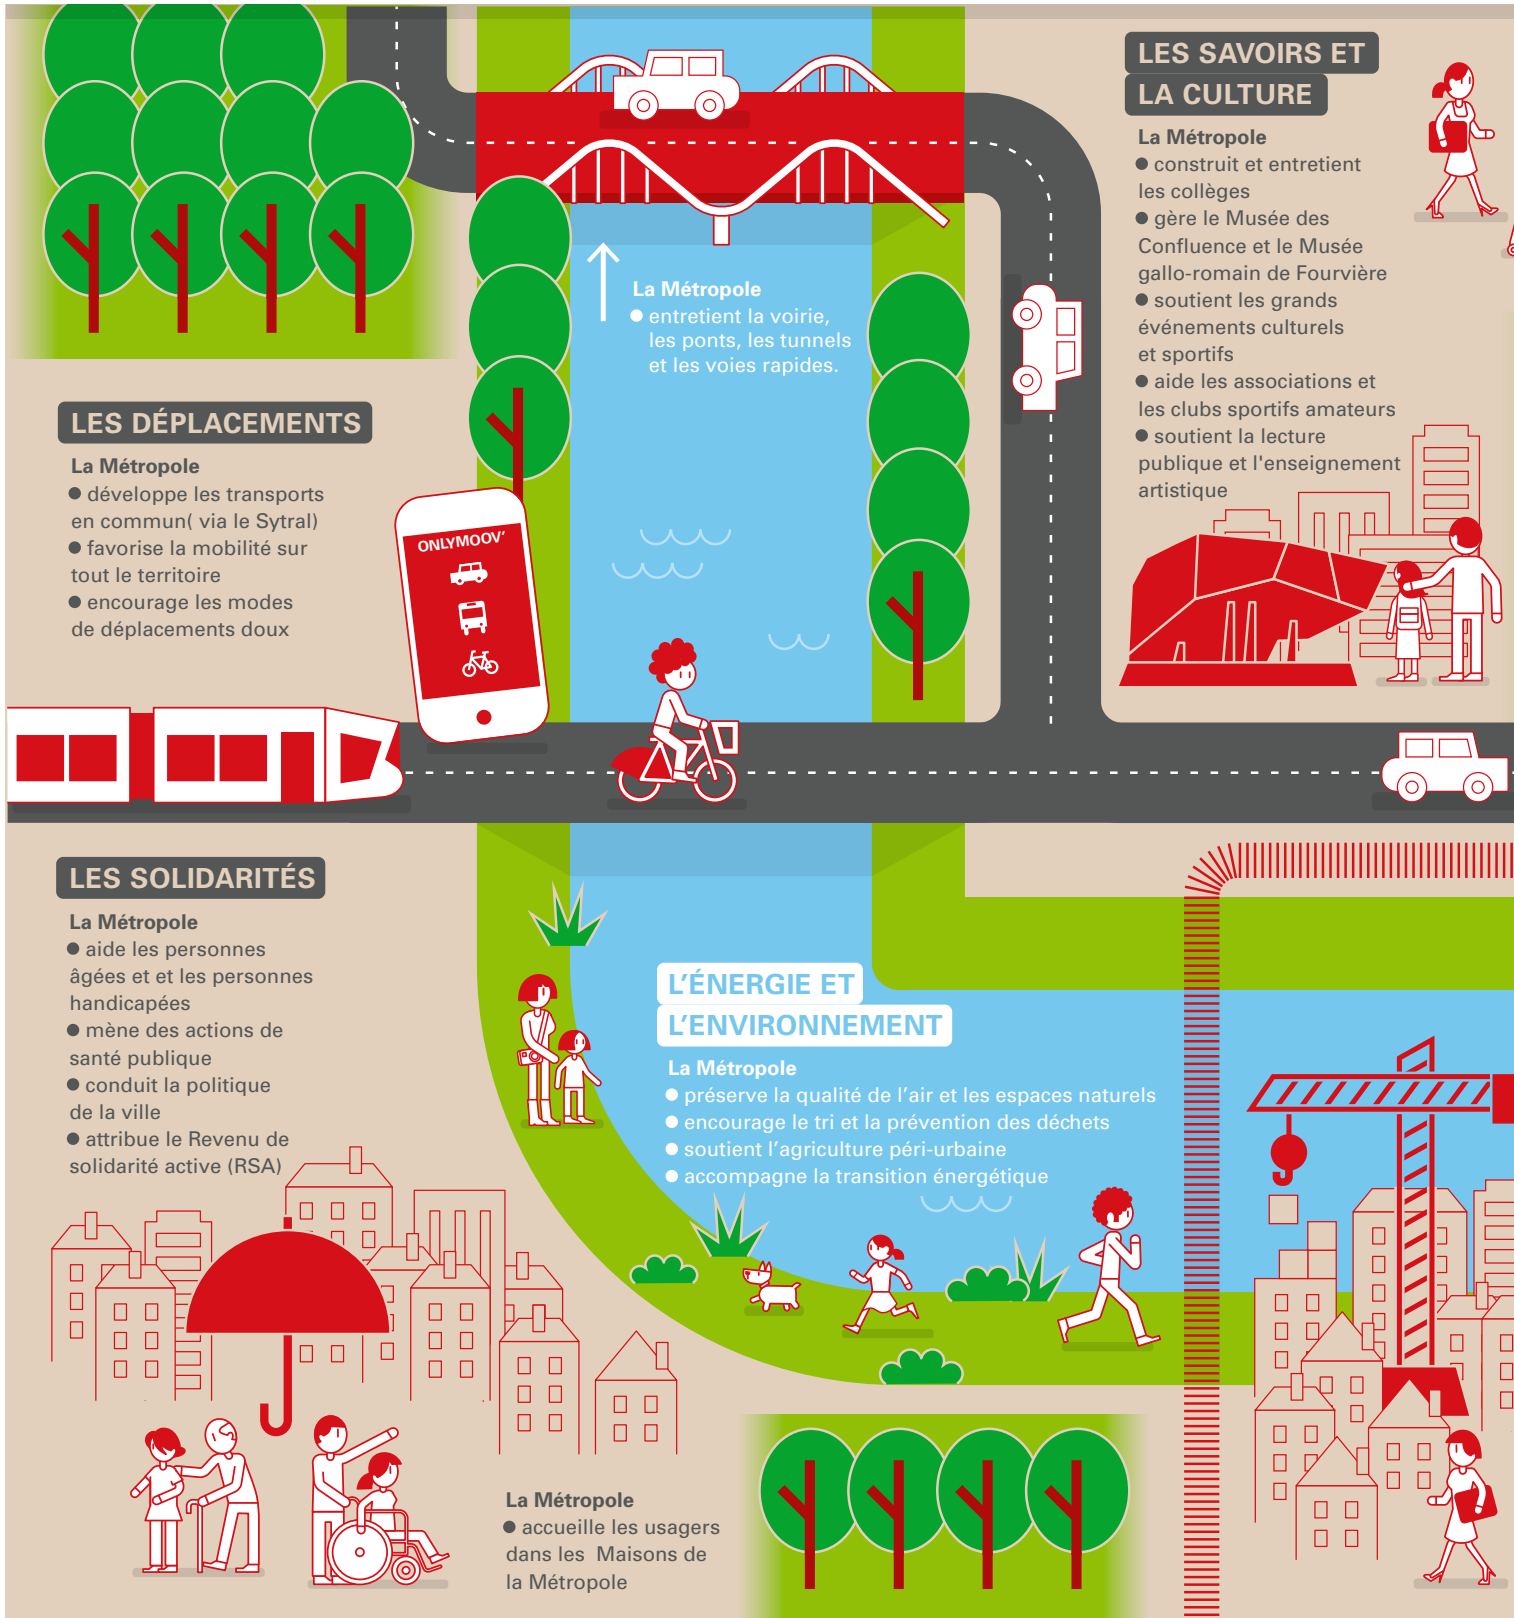 LES SAVOIRS ET
LA CULTURE
La Métropole
● construit et entretient
les collèges
● gère le Musée des
Confluence et le Musée
gallo-romain de Fourvière
● soutient les grands
événements culturels
et sportifs
● aide les associations et
les clubs sportifs amateurs
● soutient la lecture
publique et l'enseignement
artistique
La Métropole
● entretient la voirie,
les ponts, les tunnels
et les voies rapides.
LES DÉPLACEMENTS
La Métropole
● développe les transports
en commun( via le Sytral)
● favorise la mobilité sur
tout le territoire
● encourage les modes
de déplacements doux
ONLYMOOV’
LES SOLIDARITÉS
La Métropole
● aide les personnes
âgées et et les personnes
handicapées
● mène des actions de
santé publique
● conduit la politique
de la ville
● attribue le Revenu de
solidarité active (RSA)
L’ÉNERGIE ET
L’ENVIRONNEMENT
La Métropole
● préserve la qualité de l’air et les espaces naturels
● encourage le tri et la prévention des déchets
● soutient l’agriculture péri-urbaine
● accompagne la transition énergétique
La Métropole
● accueille les usagers
dans les Maisons de
la Métropole